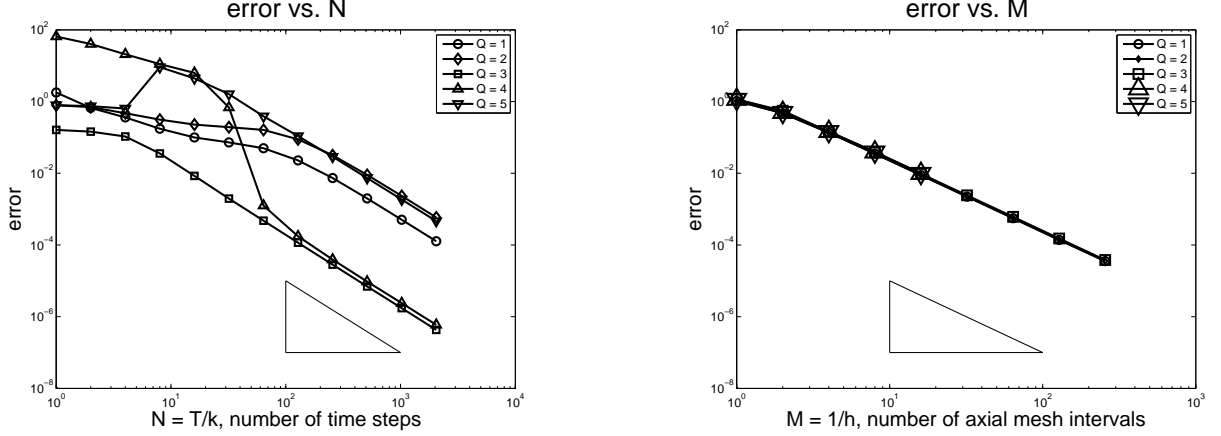 error vs. N
10^2
10^0
10^-2
10^-4
10^-6
10^-8
error
10^0
10^1
10^2
10^3
10^4
N = T/k, number of time steps
Q = 1
Q = 2
Q = 3
Q = 4
Q = 5
error vs. M
10^2
10^0
10^-2
10^-4
10^-6
10^-8
error
10^0
10^1
10^2
10^3
M = 1/h, number of axial mesh intervals
Q = 1
Q = 2
Q = 3
Q = 4
Q = 5